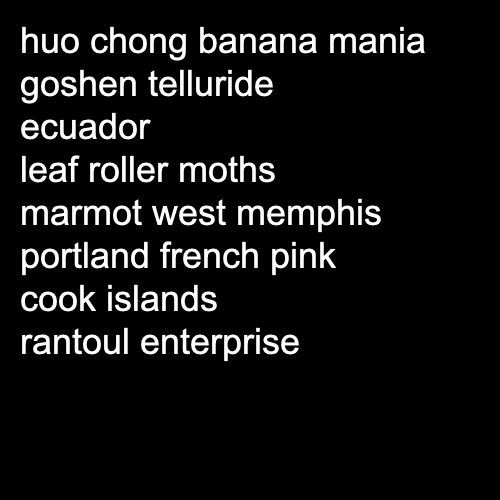 huo chong banana mania
goshen telluride
ecuador
leaf roller moths
marmot west memphis
portland french pink
cook islands
rantoul enterprise